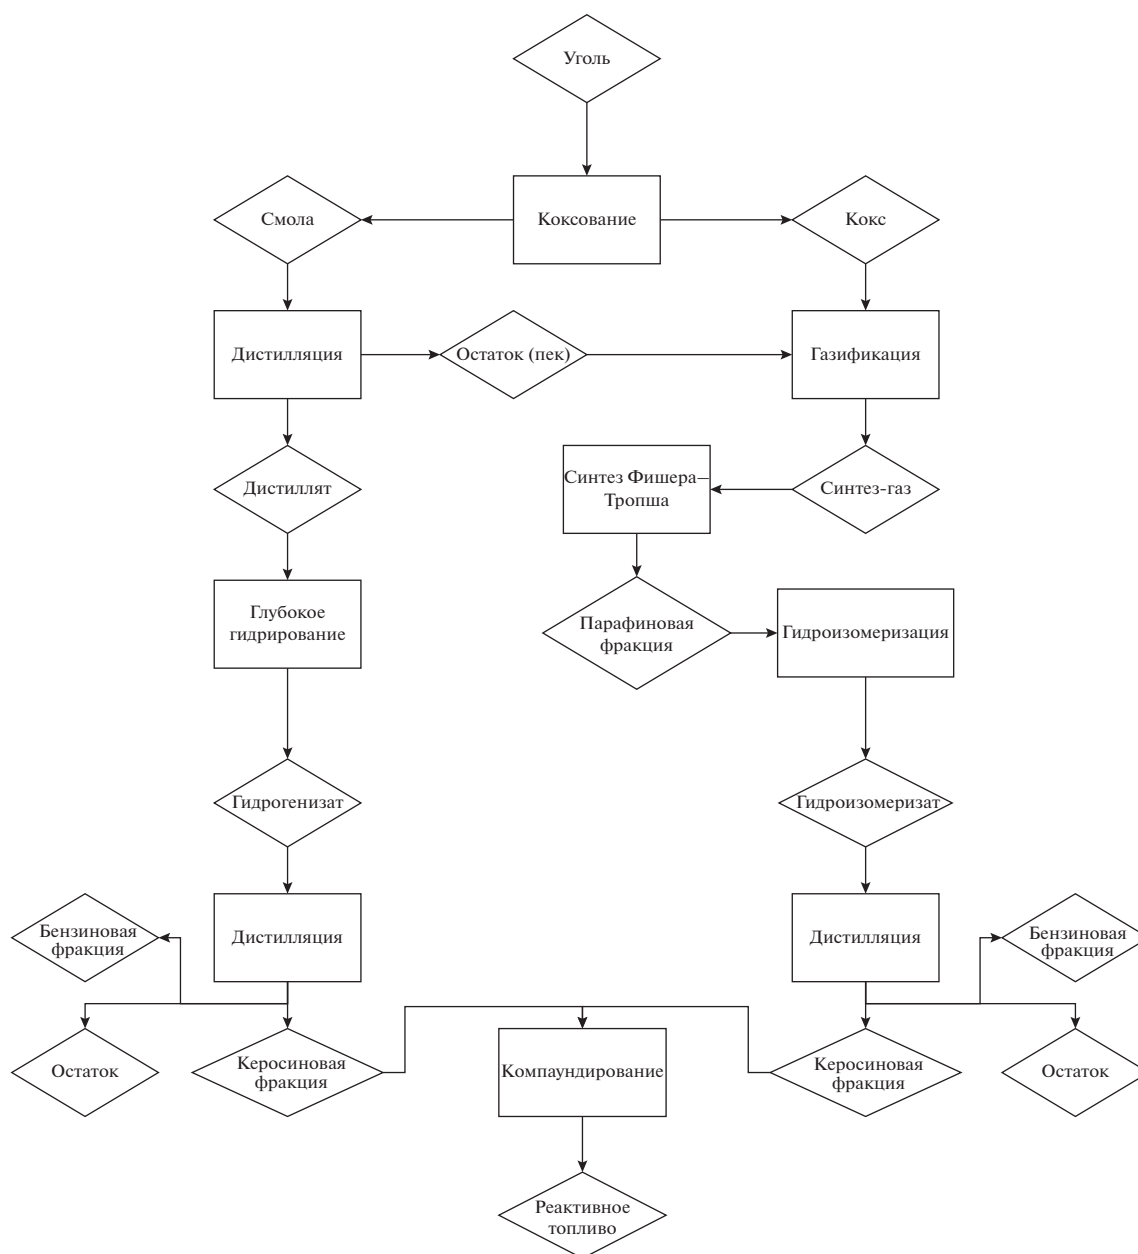 Уголь
Смола
Коксование
Кокс
Дистилляция
Остаток (пек)
Газификация
Дистиллят
Синтез Фишера–
Тропша
Синтез-газ
Глубокое
гидрирование
Парафиновая
фракция
Гидроизомеризация
Гидрогенизат
Гидроизомеризат
Бензиновая
фракция
Дистилляция
Дистилляция
Бензиновая
фракция
Остаток
Керосиновая
фракция
Компаундирование
Керосиновая
фракция
Остаток
Реактивное
топливо